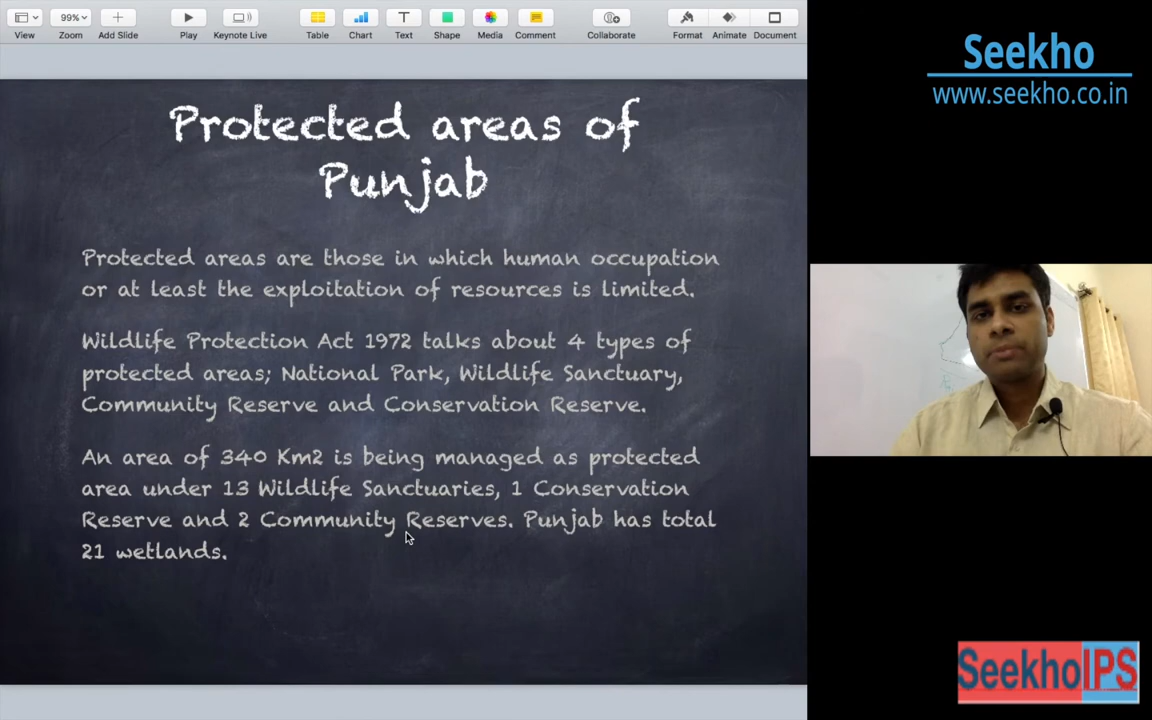 View
99%
Zoom
Add Slide
Play
Keynote Live
Table
Chart
Text
Shape
Media
Comment
Collaborate
Format
Animate
Document
Protected areas of
Punjab
Protected areas are those in which human occupation
or at least the exploitation of resources is limited.
Wildlife Protection Act 1972 talks about 4 types of
protected areas; National Park, Wildlife Sanctuary,
Community Reserve and Conservation Reserve.
An area of 340 Km2 is being managed as protected
area under 13 Wildlife Sanctuaries, 1 Conservation
Reserve and 2 Community Reserves. Punjab has total
21 wetlands.
Seekho
www.seekho.co.in
SeekhoIPS